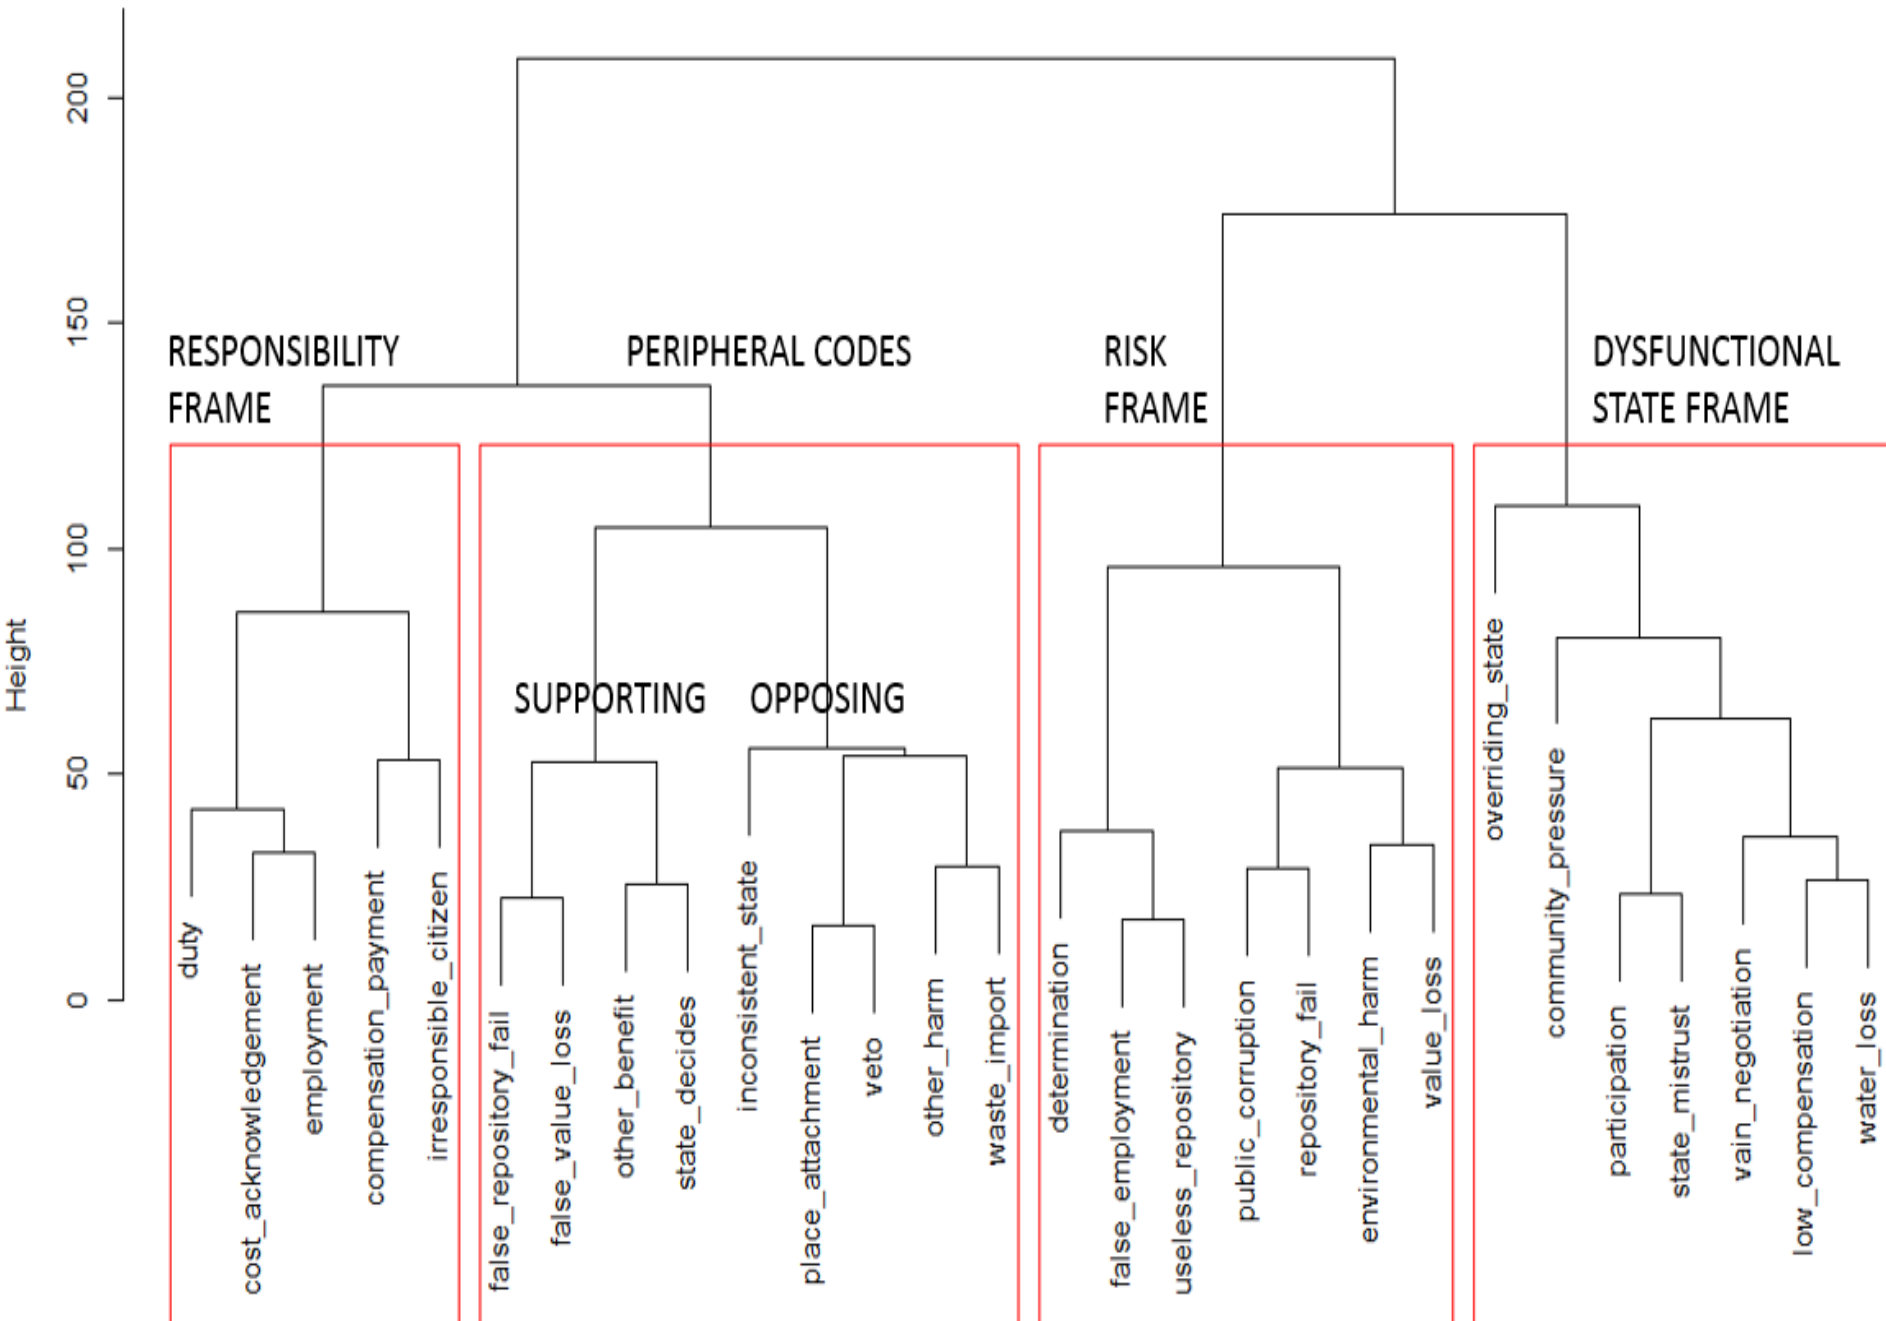 200
150
100
50
0
Height
RESPONSIBILITY
FRAME
PERIPHERAL CODES
RISK
FRAME
DYSFUNCTIONAL
STATE FRAME
SUPPORTING
OPPOSING
duty
cost_acknowledgement
employment
compensation_payment
irresponsible_citizen
false_repository_fail
false_value_loss
other_benefit
state_decides
inconsistent_state
place_attachment
veto
other_harm
waste_import
determination
false_employment
useless_repository
public_corruption
repository_fail
environmental_harm
value_loss
overriding_state
community_pressure
participation
state_mistrust
vain_negotiation
low_compensation
water_loss